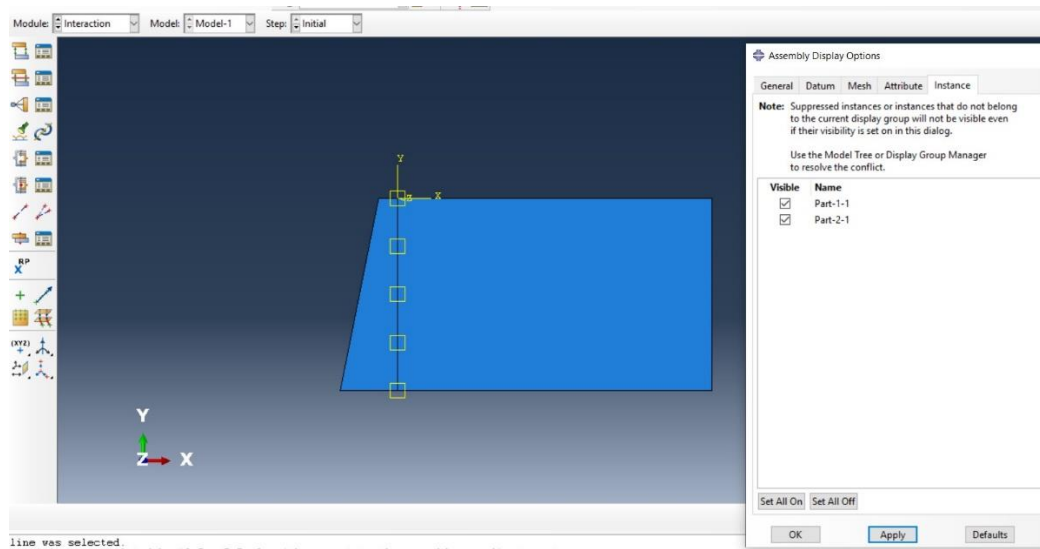 Module: Interaction Model: Model-1 Step: Initial
Assembly Display Options
General Datum Mesh Attribute Instance
Note: Suppressed instances or instances that do not belong
to the current display group will not be visible even
if their visibility is set on in this dialog.
Use the Model Tree or Display Group Manager
to resolve the conflict.
Visible Name
Part-1-1
Part-2-1
RP
(XYZ)
Y
Z X
Y
Z X
Set All On Set All Off
OK Apply Defaults
line was selected.